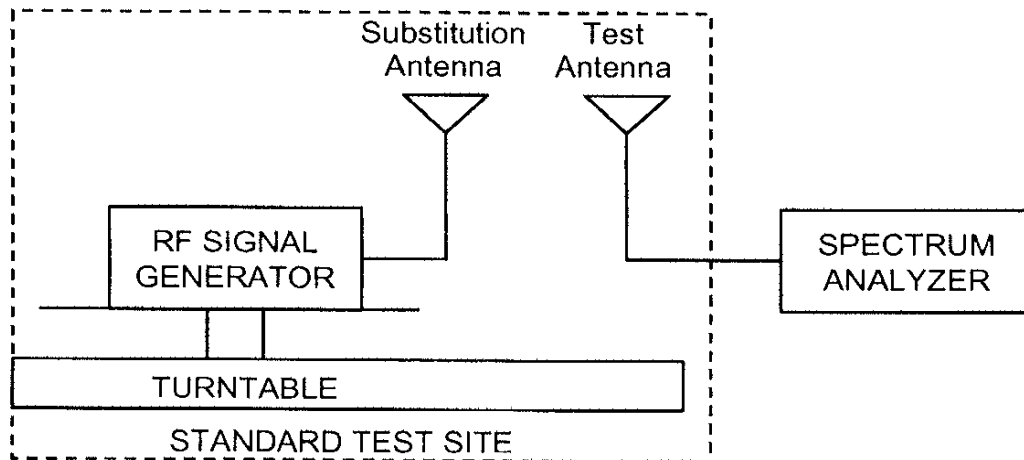 Substitution
Antenna
Test
Antenna
RF SIGNAL
GENERATOR
SPECTRUM
ANALYZER
TURNTABLE
STANDARD TEST SITE